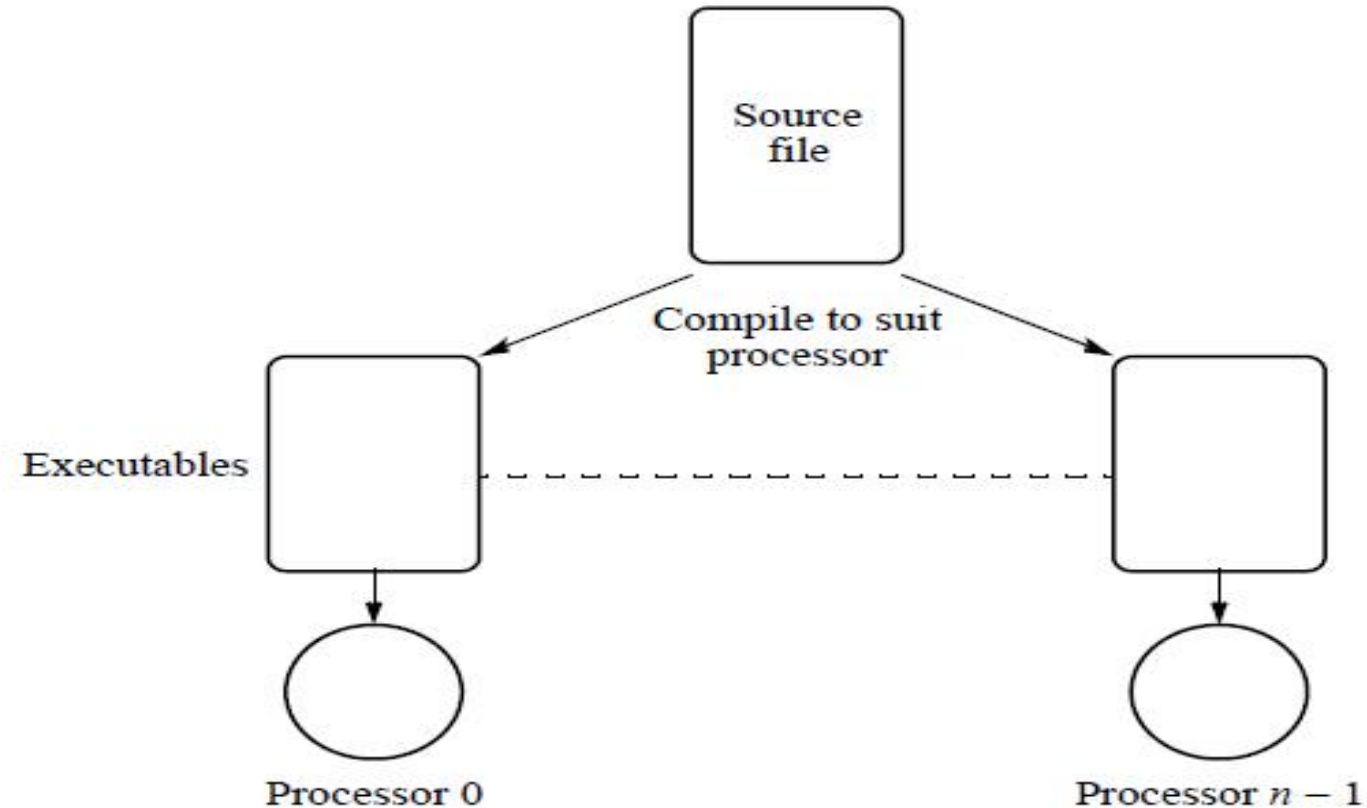 Source
file
Compile to suit
processor
Executables
Processor 0
Processor n – 1